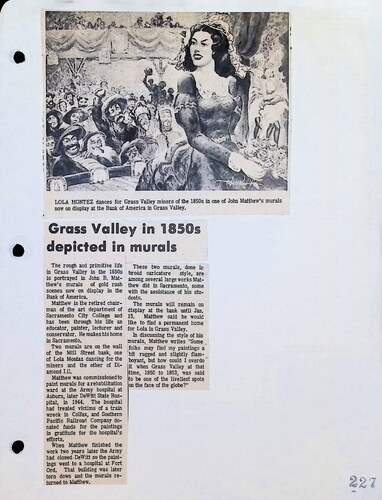 LOLA MONTEZ dances for Grass Valley miners of the 1850s in one of John Matthew's murals
now on display at the Bank of America in Grass Valley.
Grass Valley in 1850s
depicted in murals
The rough and primitive life
in Grass Valley in the 1850s
is portrayed in John B. Mat-
thew's murals of gold rush
scenes now on display in the
Bank of America.
Matthew is the retired chair-
man of the art department of
Sacramento City College and
has been through his life an
educator, painter, lecturer and
conservator. He makes his home
in Sacramento.
Two murals are on the wall
of the Mill Street bank, one
of Lola Montez dancing for the
miners and the other of Di-
amond Lil.
Matthew was commissioned to
paint murals for a rehabilitation
ward at the Army hospital at
Auburn, later DeWitt State Hos-
pital, in 1944. The hospital
had treated victims of a train
wreck in Colfax, and Southern
Pacific Railroad Company do-
nated funds for the paintings
in gratitude for the hospital's
efforts.
When Matthew finished the
work two years later the Army
had closed DeWitt so the paint-
ings went to a hospital at Fort
Ord. That building was later
torn down and the murals re-
turned to Matthew.
These two murals, done in
broad caricature style, are
among several large works Mat-
thew did in Sacramento, some
with the assistance of his stu-
dents.
The murals will remain on
display at the bank until Jan.
15. Matthew said he would
like to find a permanent home
for Lola in Grass Valley.
In discussing the style of his
murals, Matthew writes "Some
folks may find my paintings a
bit rugged and slightly flam-
boyant, but how could I overdo
it when Grass Valley at that
time, 1850 to 1853, was said
to be one of the liveliest spots
on the face of the globe?"
227